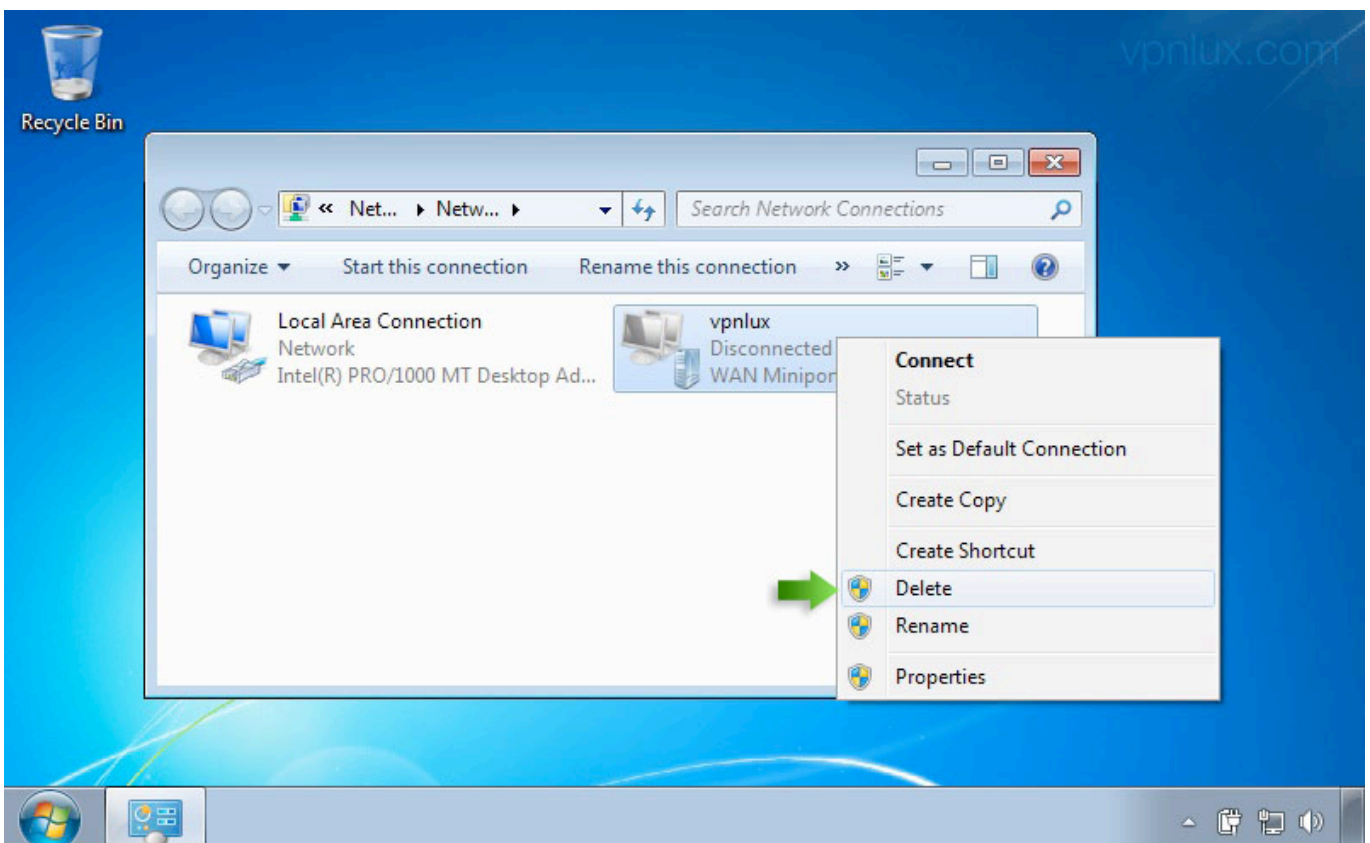 vpnlux.com
Recycle Bin
« Net... Netw...
Search Network Connections
Organize Start this connection Rename this connection »
Local Area Connection
Network
Intel(R) PRO/1000 MT Desktop Ad...
vpnlux
Disconnected
WAN Minipor
Connect
Status
Set as Default Connection
Create Copy
Create Shortcut
Delete
Rename
Properties